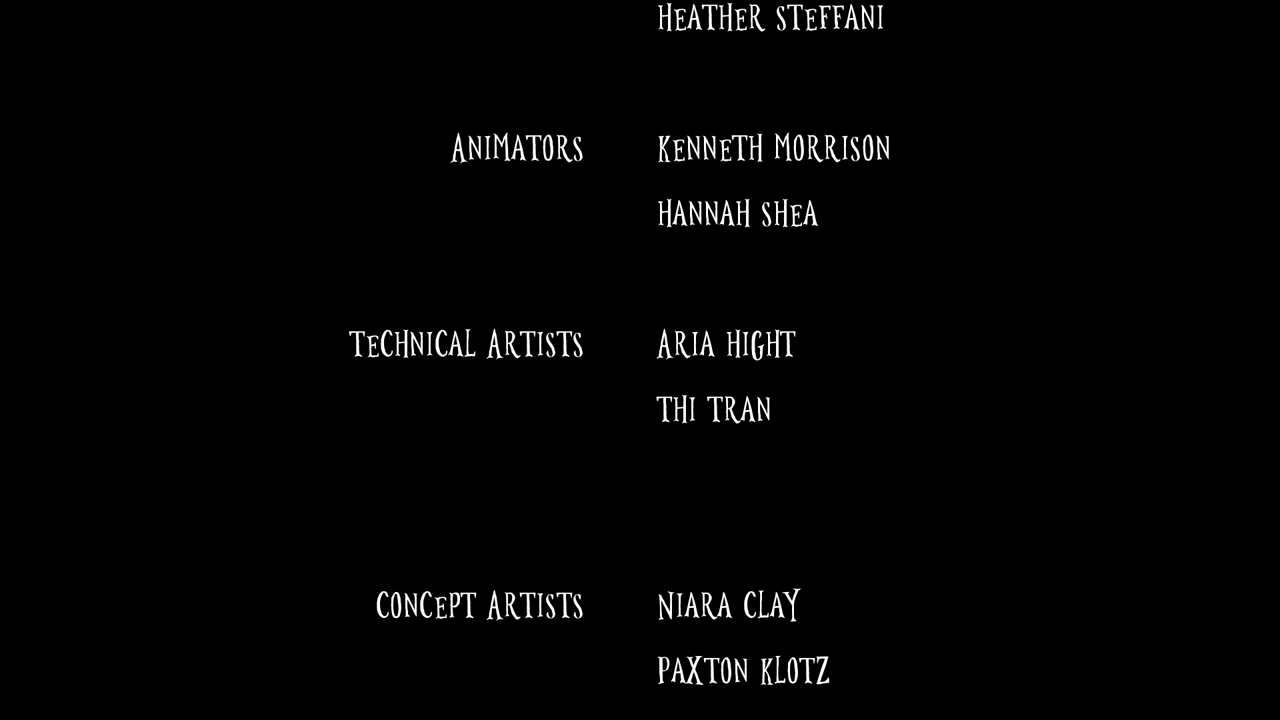 HEATHER STEFFANI
ANIMATORS KENNETH MORRISON
HANNAH SHEA
TECHNICAL ARTISTS ARIA HIGHT
THI TRAN
CONCEPT ARTISTS NIARA CLAY
PAXTON KLOTZ